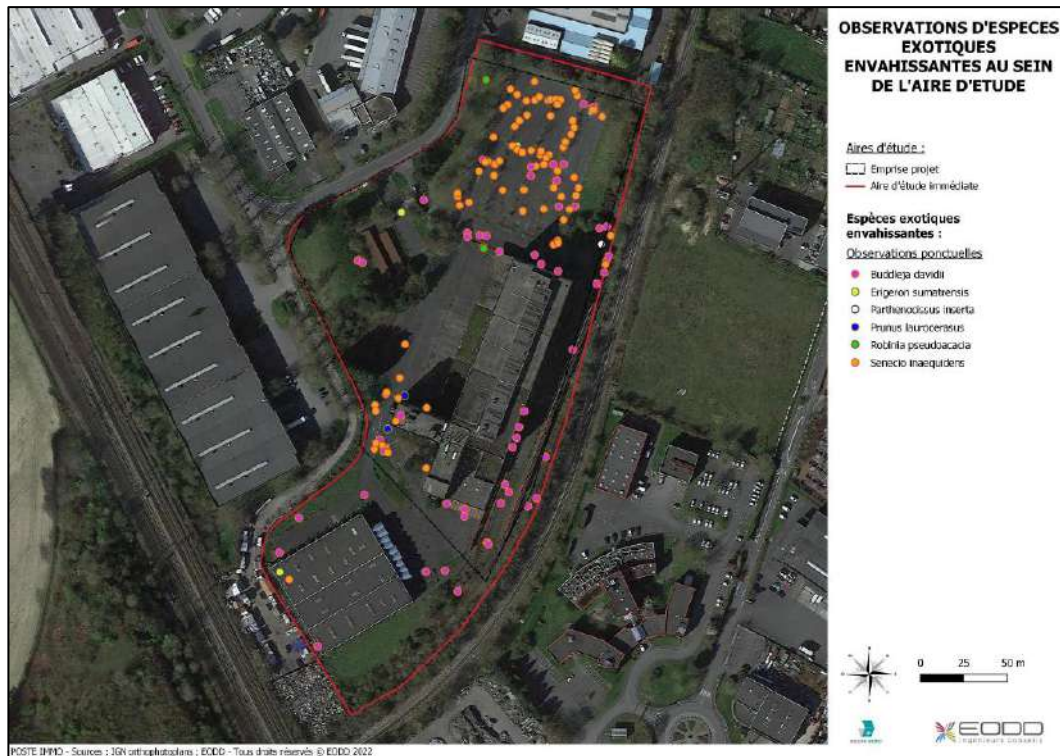 OBSERVATIONS D'ESPECES
EXOTIQUES
ENVAHISSANTES AU SEIN
DE L'AIRE D'ETUDE
Aires d'étude :
Emprise projet
Aire d'étude immédiate
Espèces exotiques
envahissantes :
Observations ponctuelles
Buddleja davidii
Erigeron sumatrensis
Parthenocissus inserta
Prunus laurocerasus
Robinia pseudoacacia
Senecio inaequidens
0 25 50 m
EODD
ingénieurs conseils
POSTE IMMO - Sources : IGN orthophotoplans ; EODD - Tous droits réservés © EODD 2022